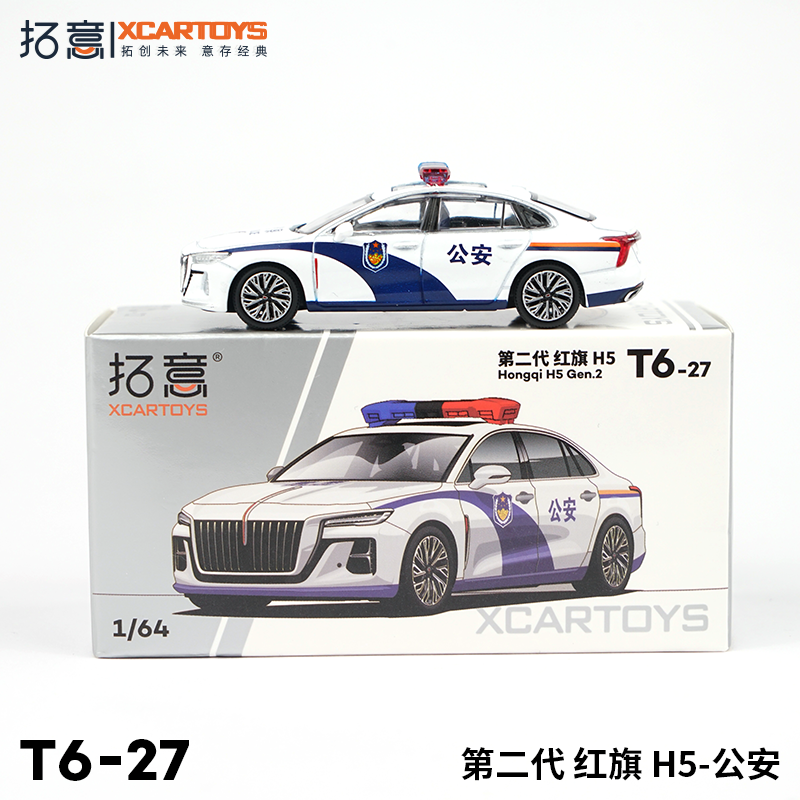 拓意 XCARTOYS
拓创未来 意存经典
公安
拓意®
XCARTOYS
第二代 红旗 H5
Hongqi H5 Gen.2
T6-27
公安
1/64
XCARTOYS
T6-27
第二代 红旗 H5-公安